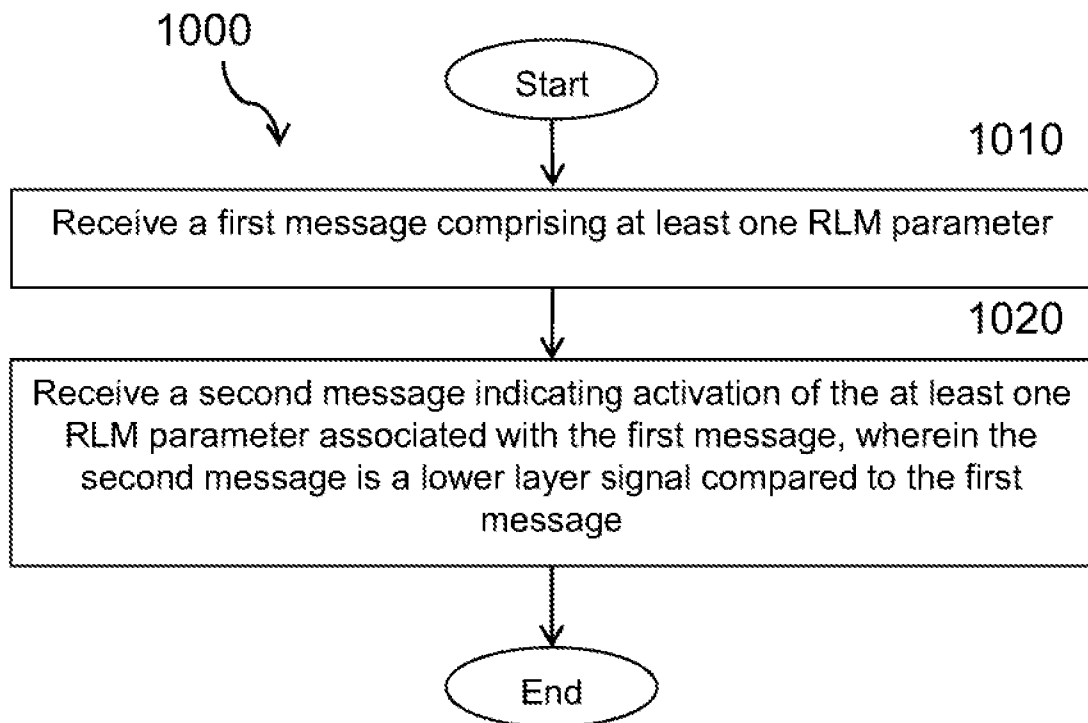 1000
Start
1010
Receive a first message comprising at least one RLM parameter
1020
Receive a second message indicating activation of the at least one
RLM parameter associated with the first message, wherein the
second message is a lower layer signal compared to the first
message
End